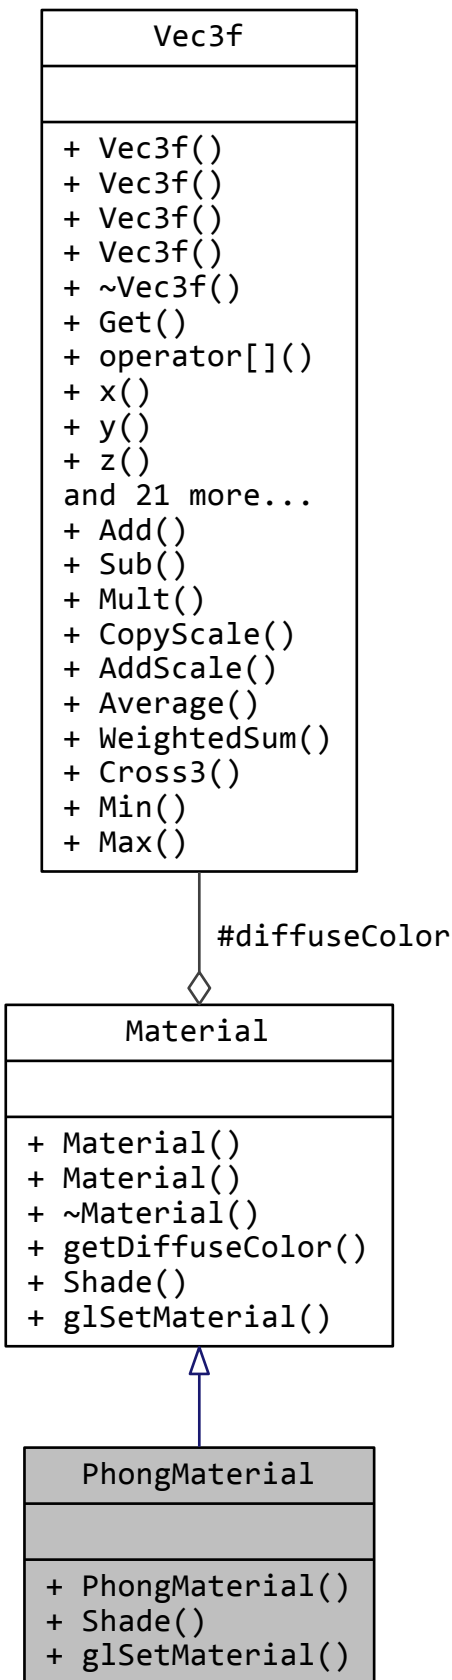 Vec3f
+ Vec3f()
+ Vec3f()
+ Vec3f()
+ Vec3f()
+ ~Vec3f()
+ Get()
+ operator[]()
+ x()
+ y()
+ z()
and 21 more...
+ Add()
+ Sub()
+ Mult()
+ CopyScale()
+ AddScale()
+ Average()
+ WeightedSum()
+ Cross3()
+ Min()
+ Max()
#diffuseColor
Material
+ Material()
+ Material()
+ ~Material()
+ getDiffuseColor()
+ Shade()
+ glSetMaterial()
PhongMaterial
+ PhongMaterial()
+ Shade()
+ glSetMaterial()